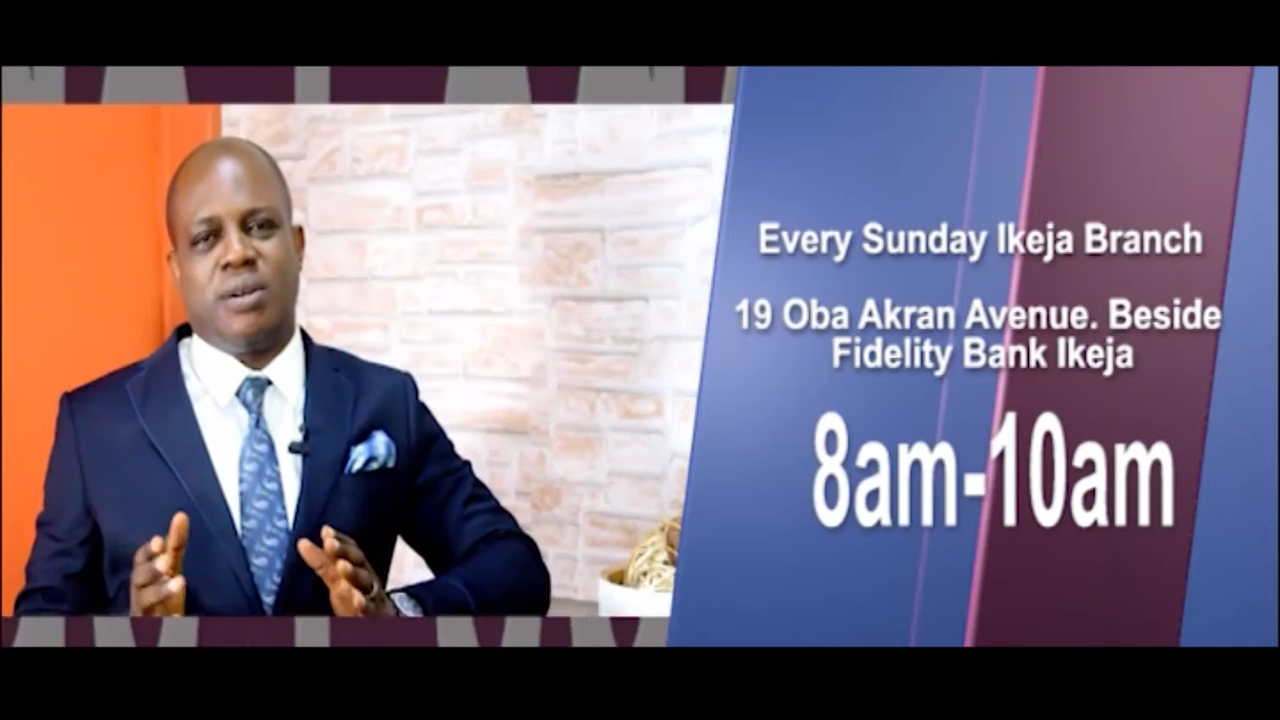 Every Sunday Ikeja Branch
19 Oba Akran Avenue. Beside
Fidelity Bank Ikeja
8am-10am